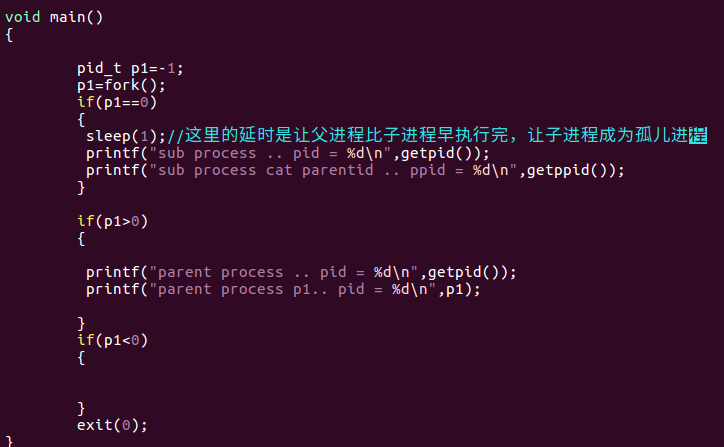 void main()
{
pid_t p1=-1;
p1=fork();
if(p1==0)
{
sleep(1);//这里的延时是让父进程比子进程早执行完，让子进程成为孤儿进程
printf("sub process .. pid = %d\n",getpid());
printf("sub process cat parentid .. ppid = %d\n",getppid());
}
if(p1>0)
{
printf("parent process .. pid = %d\n",getpid());
printf("parent process p1.. pid = %d\n",p1);
}
if(p1<0)
{
}
exit(0);
}